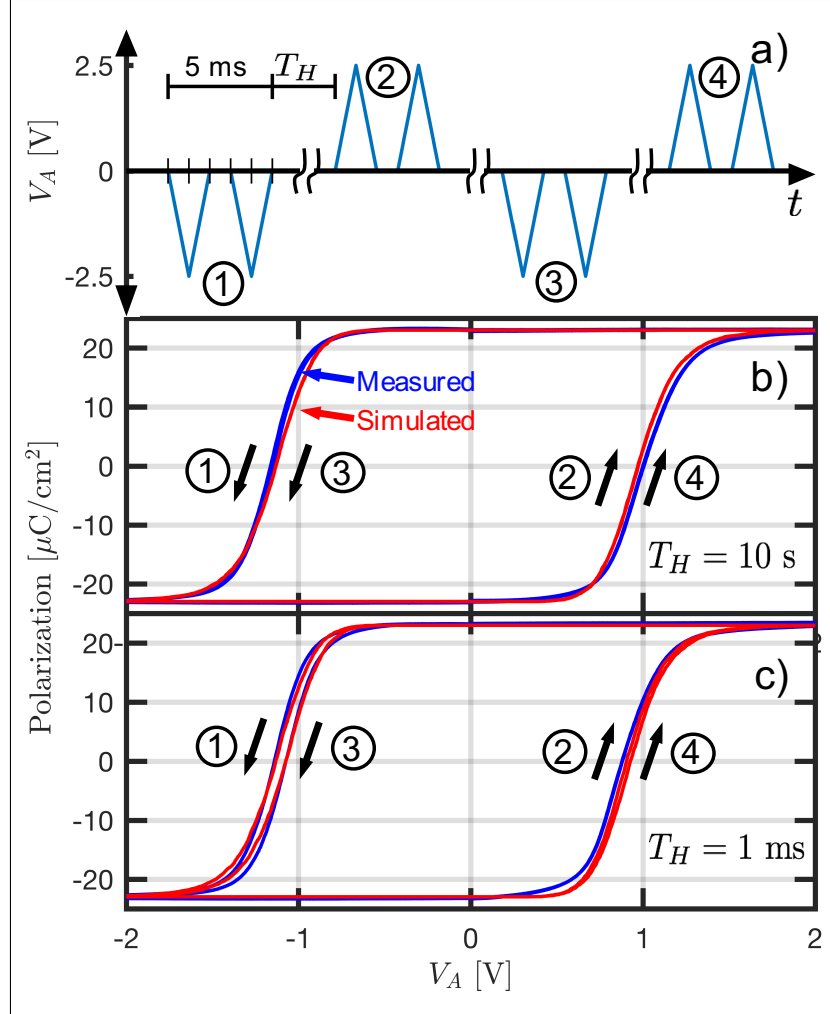 a)
5 ms
T_H
2
4
2.5
0
-2.5
V_A [V]
t
1
3
20
10
0
-10
-20
b)
Measured
Simulated
1
3
2
4
T_H = 10 s
Polarization [μC/cm²]
20
10
0
-10
-20
c)
1
3
2
4
T_H = 1 ms
-2
-1
0
1
2
V_A [V]